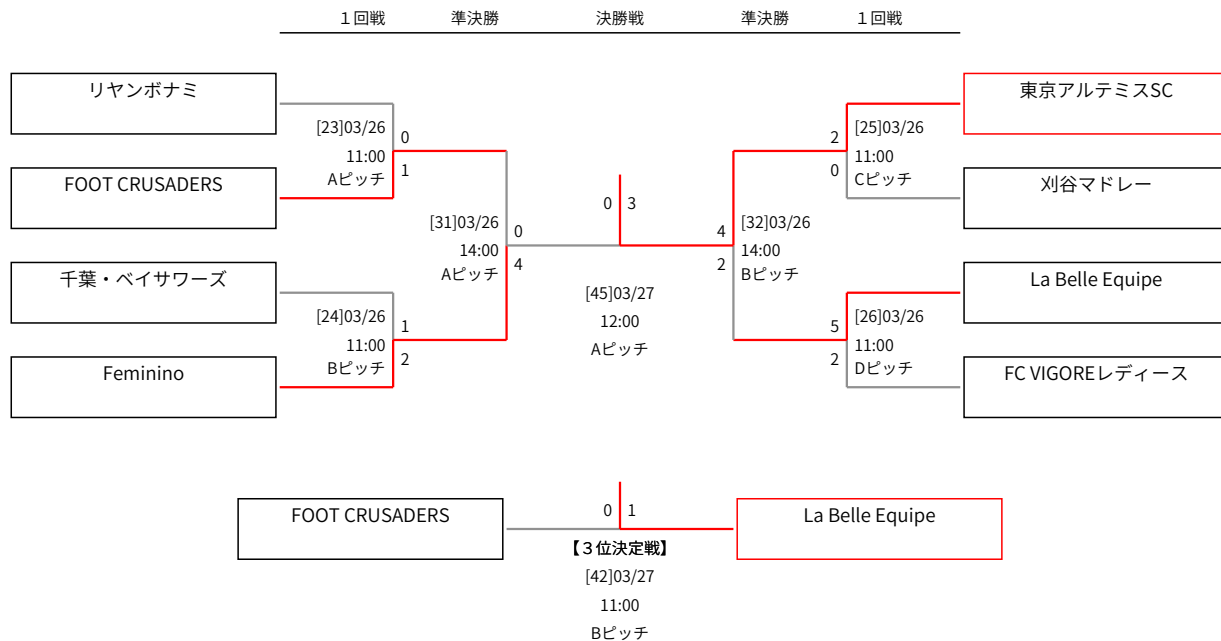 １回戦 準決勝 決勝戦 準決勝 １回戦
リヤンボナミ
東京アルテミスSC
[23]03/26 0
11:00
Aピッチ 1
2 [25]03/26
11:00
0 Cピッチ
FOOT CRUSADERS
刈谷マドレー
0 3
[31]03/26 0
14:00
Aピッチ 4
4 [32]03/26
14:00
2 Bピッチ
千葉・ベイサワーズ
La Belle Equipe
[45]03/27
12:00
Aピッチ
[24]03/26 1
11:00
Bピッチ 2
5 [26]03/26
11:00
2 Dピッチ
Feminino
FC VIGOREレディース
FOOT CRUSADERS
0 1
La Belle Equipe
【３位決定戦】
[42]03/27
11:00
Bピッチ